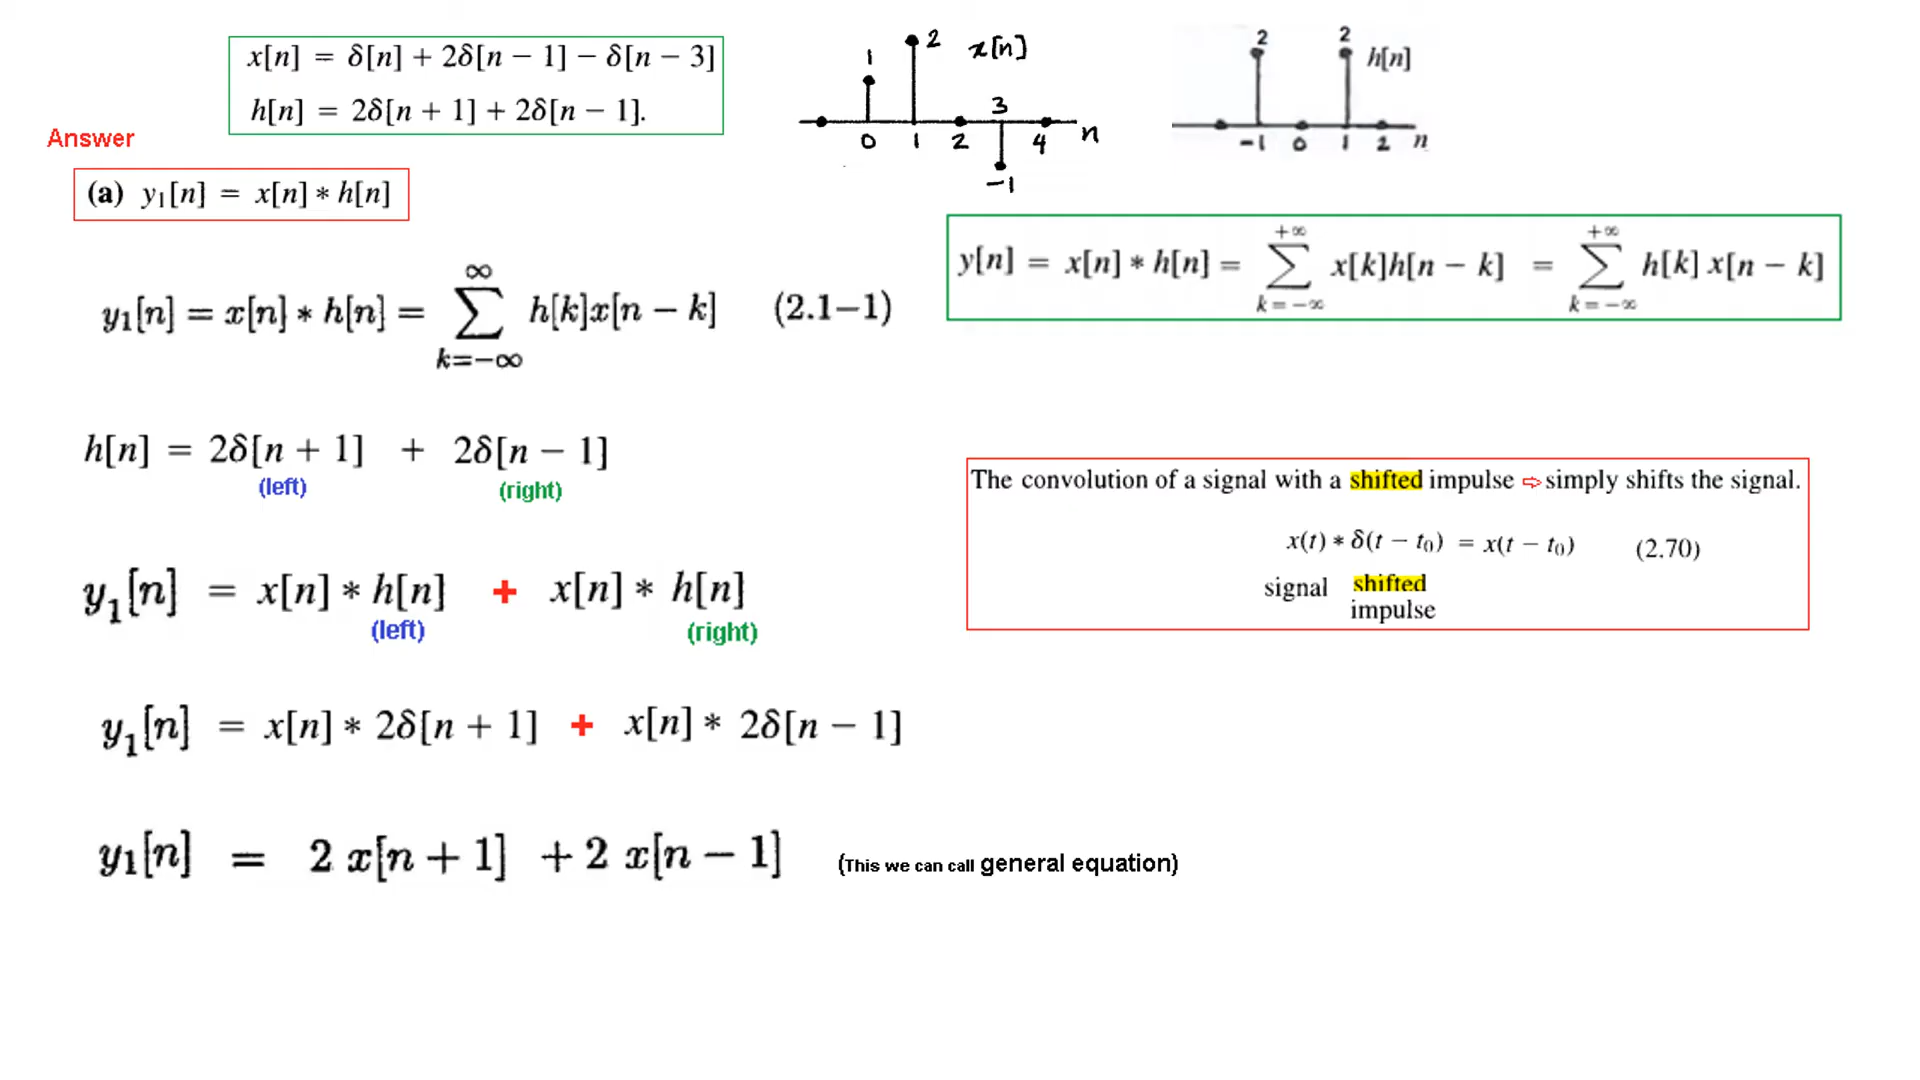 x[n] = δ[n] + 2δ[n − 1] − δ[n − 3]
h[n] = 2δ[n + 1] + 2δ[n − 1].
1 2 x[n]
3
0 1 2 4 n
−1
2 2 h[n]
−1 0 1 2 n
Answer
(a) y₁[n] = x[n] * h[n]
y[n] = x[n] * h[n] = +∞ ∑ k=−∞ x[k]h[n − k] = +∞ ∑ k=−∞ h[k] x[n − k]
y₁[n] = x[n] * h[n] = ∞ ∑ k=−∞ h[k]x[n − k] (2.1−1)
h[n] = 2δ[n + 1] + 2δ[n − 1]
(left) (right)
The convolution of a signal with a shifted impulse ⇨ simply shifts the signal.
x(t) * δ(t − t₀) = x(t − t₀) (2.70)
signal shifted
impulse
y₁[n] = x[n] * h[n] + x[n] * h[n]
(left) (right)
y₁[n] = x[n] * 2δ[n + 1] + x[n] * 2δ[n − 1]
y₁[n] = 2 x[n + 1] + 2 x[n − 1] (This we can call general equation)